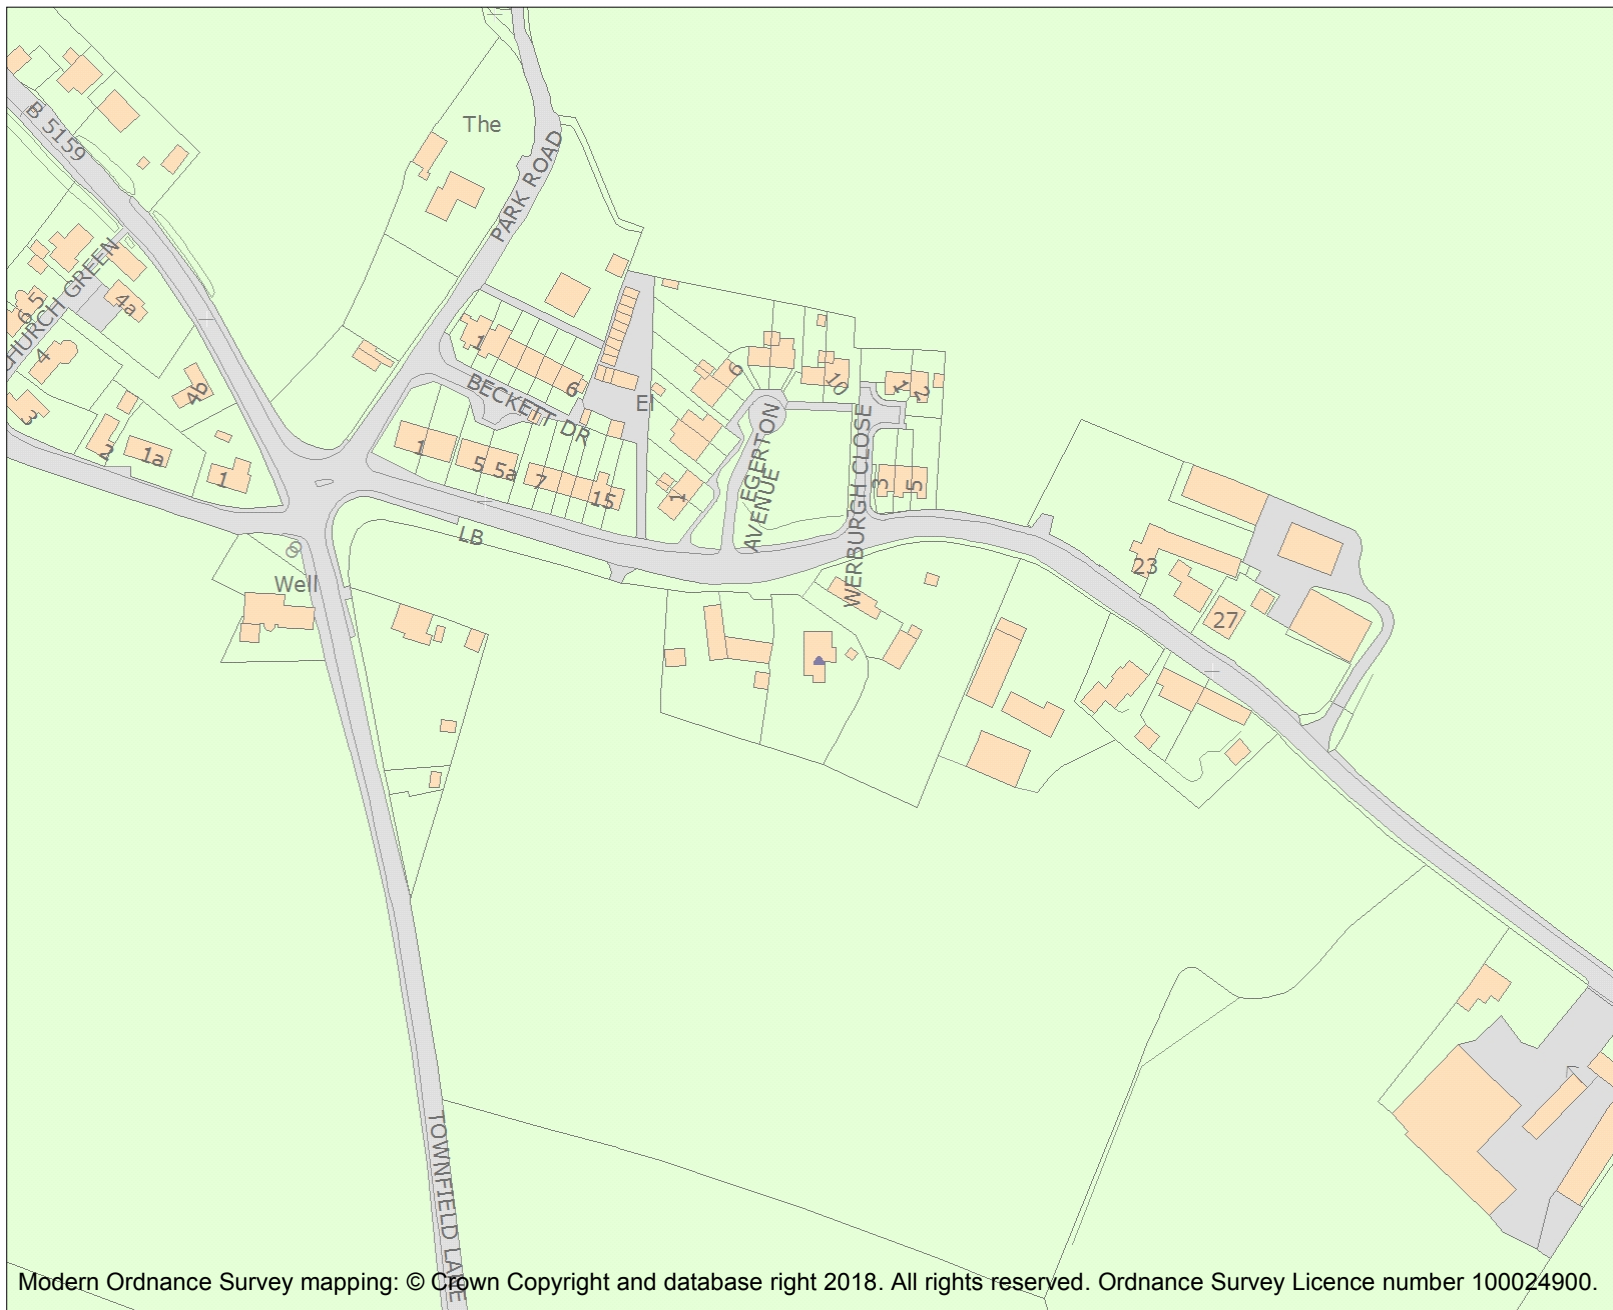 B 5159
The
PARK ROAD
CHURCH GREEN
6 5
4a
4
4b
3
2
1a
1
1
6
BECKETT DR
El
1
5 5a
7
15
LB
1
6
10
EGERTON
AVENUE
WERBURGH CLOSE
1
2
3
5
Well
23
27
TOWNFIELD LANE
Modern Ordnance Survey mapping: © Crown Copyright and database right 2018. All rights reserved. Ordnance Survey Licence number 100024900.